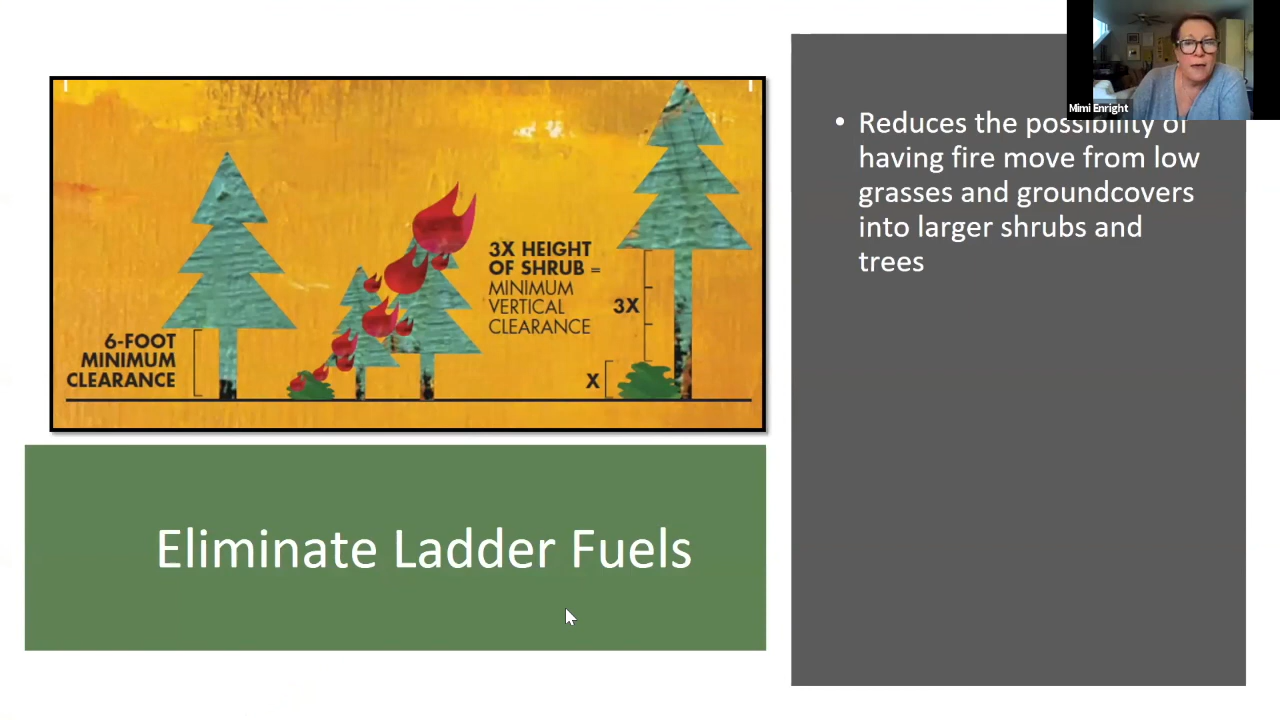 6-FOOT
MINIMUM
CLEARANCE
3X HEIGHT
OF SHRUB =
MINIMUM
VERTICAL
CLEARANCE
3X
X
Eliminate Ladder Fuels
Mimi Enright
• Reduces the possibility of
having fire move from low
grasses and groundcovers
into larger shrubs and
trees